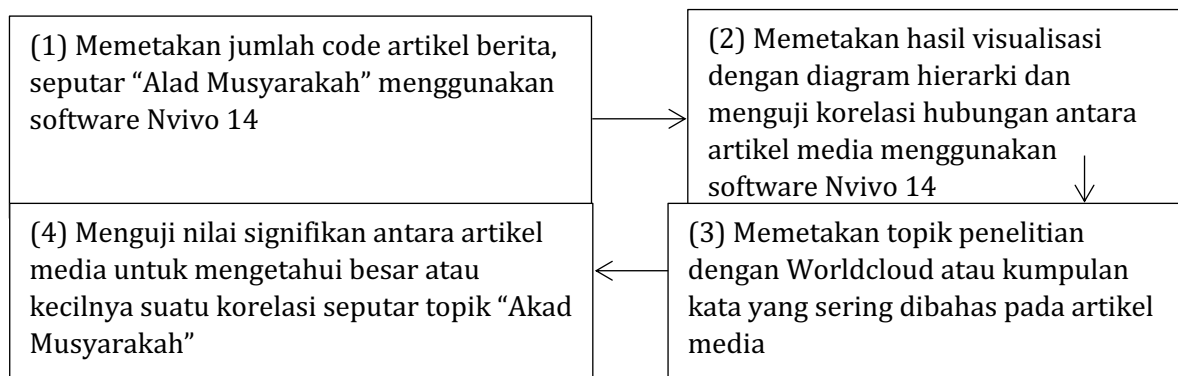 (1) Memetakan jumlah code artikel berita,
seputar “Alad Musyarakah” menggunakan
software Nvivo 14
(2) Memetakan hasil visualisasi
dengan diagram hierarki dan
menguji korelasi hubungan antara
artikel media menggunakan
software Nvivo 14
(3) Memetakan topik penelitian
dengan Worldcloud atau kumpulan
kata yang sering dibahas pada artikel
media
(4) Menguji nilai signifikan antara artikel
media untuk mengetahui besar atau
kecilnya suatu korelasi seputar topik “Akad
Musyarakah”